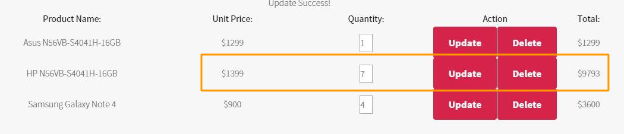 Update Success!
Product Name: Unit Price: Quantity: Action Total:
Asus N56VB-S4041H-16GB $1299 1 Update Delete $1299
HP N56VB-S4041H-16GB $1399 7 Update Delete $9793
Samsung Galaxy Note 4 $900 4 Update Delete $3600